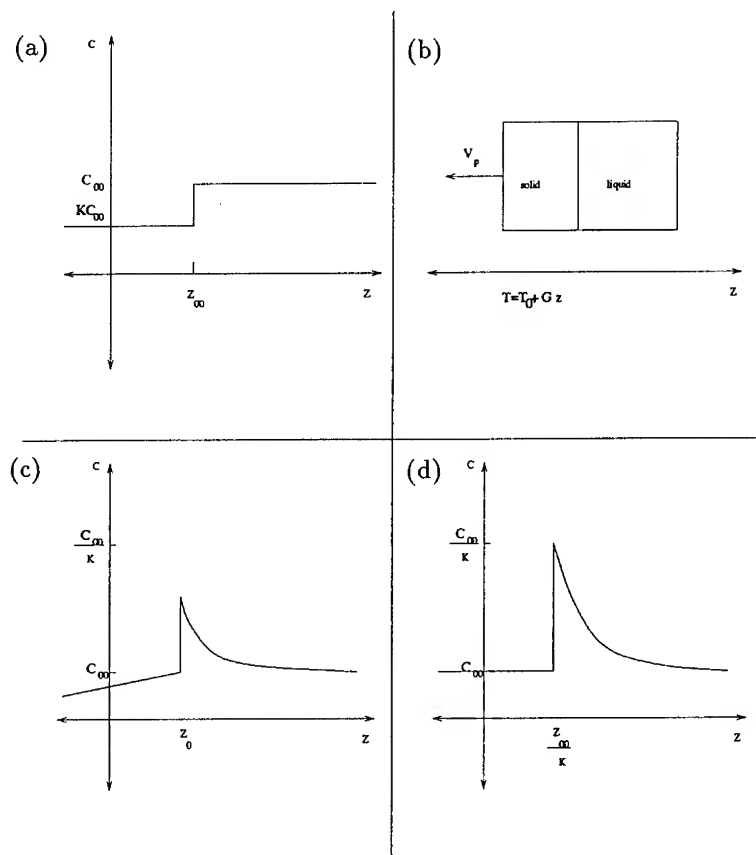 (a)
C
C∞
KC∞
Z∞
Z
(b)
V_p
solid
liquid
T=T_0+G z
Z
(c)
C
C∞
K
C∞
Z_0
Z
(d)
C
C∞
K
C∞
Z∞
K
Z